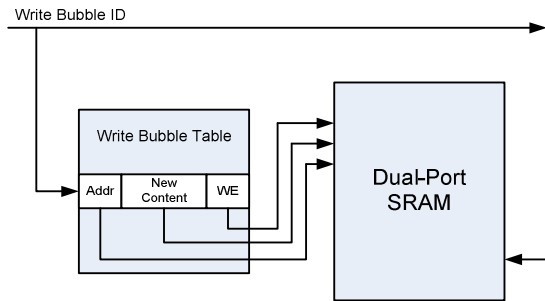 Write Bubble ID
Write Bubble Table
Addr
New
Content
WE
Dual-Port
SRAM